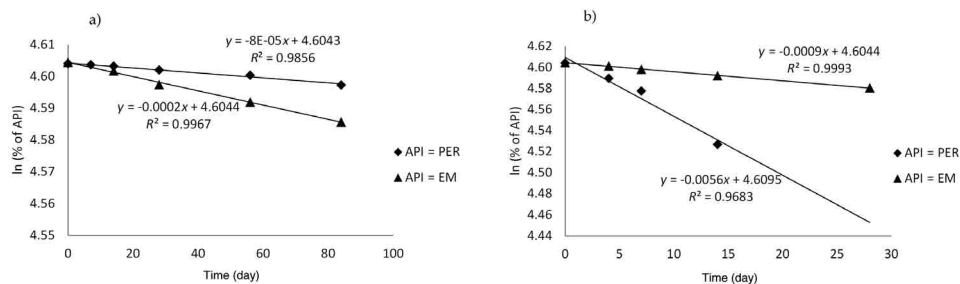 a)
4.61
4.60
4.59
4.58
4.57
4.56
4.55
ln (% of API)
0
20
40
60
80
100
Time (day)
y = -8E-05x + 4.6043
R² = 0.9856
y = -0.0002x + 4.6044
R² = 0.9967
API = PER
API = EM
b)
4.62
4.60
4.58
4.56
4.54
4.52
4.50
4.48
4.46
4.44
ln (% of API)
0
5
10
15
20
25
30
Time (day)
y = -0.0009x + 4.6044
R² = 0.9993
y = -0.0056x + 4.6095
R² = 0.9683
API = PER
API = EM